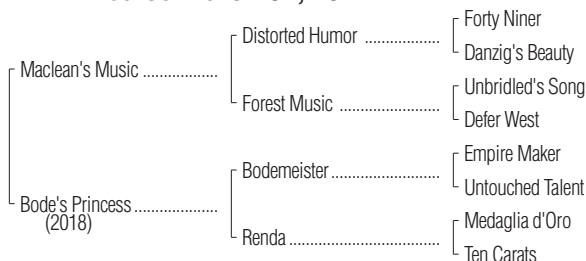 Forty Niner
Distorted Humor ......................
Danzig's Beauty
Maclean's Music ..................
Unbridled's Song
Forest Music ...........................
Defer West
Empire Maker
Bodemeister ...............................
Untouched Talent
Bode's Princess ....................
(2018)
Medaglia d'Oro
Renda .........................................
Ten Carats